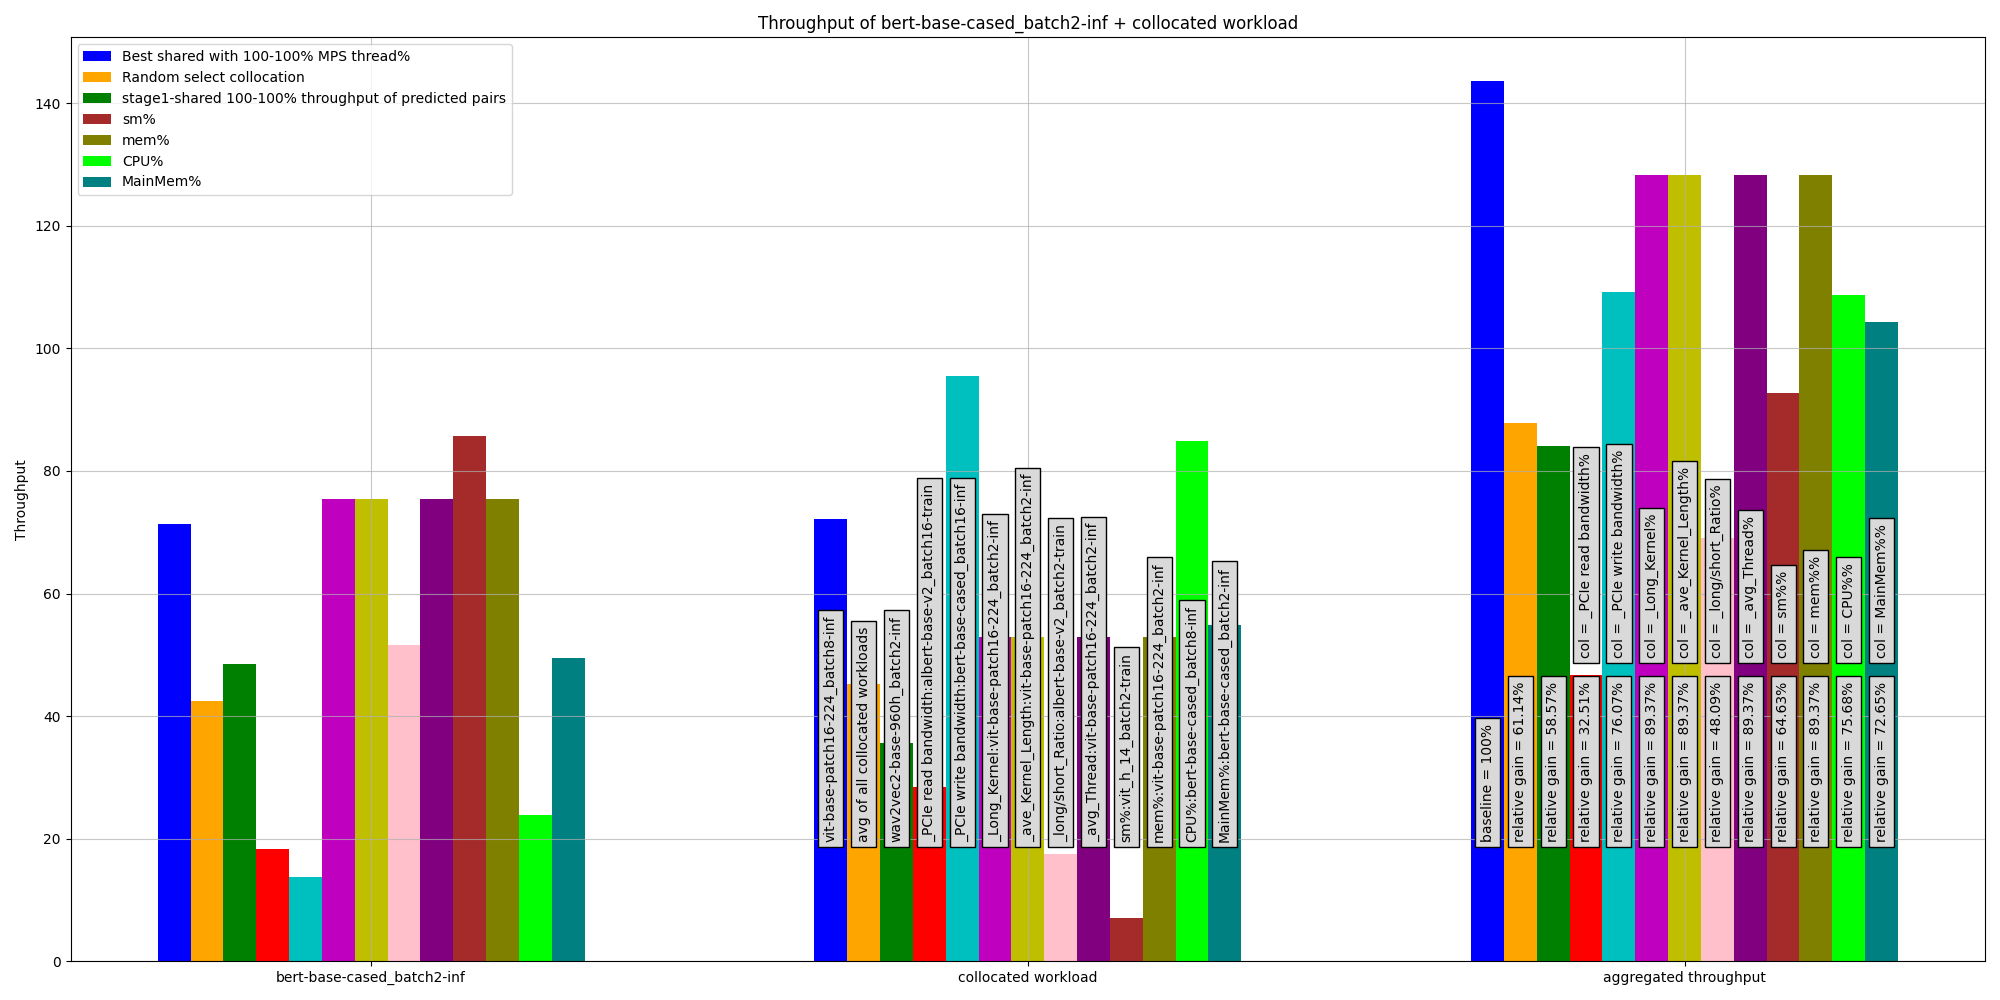 Throughput of bert-base-cased_batch2-inf + collocated workload
Best shared with 100-100% MPS thread%
Random select collocation
stage1-shared 100-100% throughput of predicted pairs
sm%
mem%
CPU%
MainMem%
Throughput
140
120
100
80
60
40
20
0
vit-base-patch16-224_batch8-inf
avg of all collocated workloads
wav2vec2-base-960h_batch2-inf
_PCIe read bandwidth:albert-base-v2_batch16-train
_PCIe write bandwidth:bert-base-cased_batch16-inf
_Long_Kernel:vit-base-patch16-224_batch2-inf
_ave_Kernel_Length:vit-base-patch16-224_batch2-inf
_long/short_Ratio:albert-base-v2_batch2-train
_avg_Thread:vit-base-patch16-224_batch2-inf
sm%:vit_h_14_batch2-train
mem%:vit-base-patch16-224_batch2-inf
CPU%:bert-base-cased_batch8-inf
MainMem%:bert-base-cased_batch2-inf
col = _PCIe read bandwidth%
col = _PCIe write bandwidth%
col = _Long_Kernel%
col = _ave_Kernel_Length%
col = _long/short_Ratio%
col = _avg_Thread%
col = sm%%
col = mem%%
col = CPU%%
col = MainMem%%
baseline = 100%
relative gain = 61.14%
relative gain = 58.57%
relative gain = 32.51%
relative gain = 76.07%
relative gain = 89.37%
relative gain = 89.37%
relative gain = 48.09%
relative gain = 89.37%
relative gain = 64.63%
relative gain = 89.37%
relative gain = 75.68%
relative gain = 72.65%
bert-base-cased_batch2-inf
collocated workload
aggregated throughput